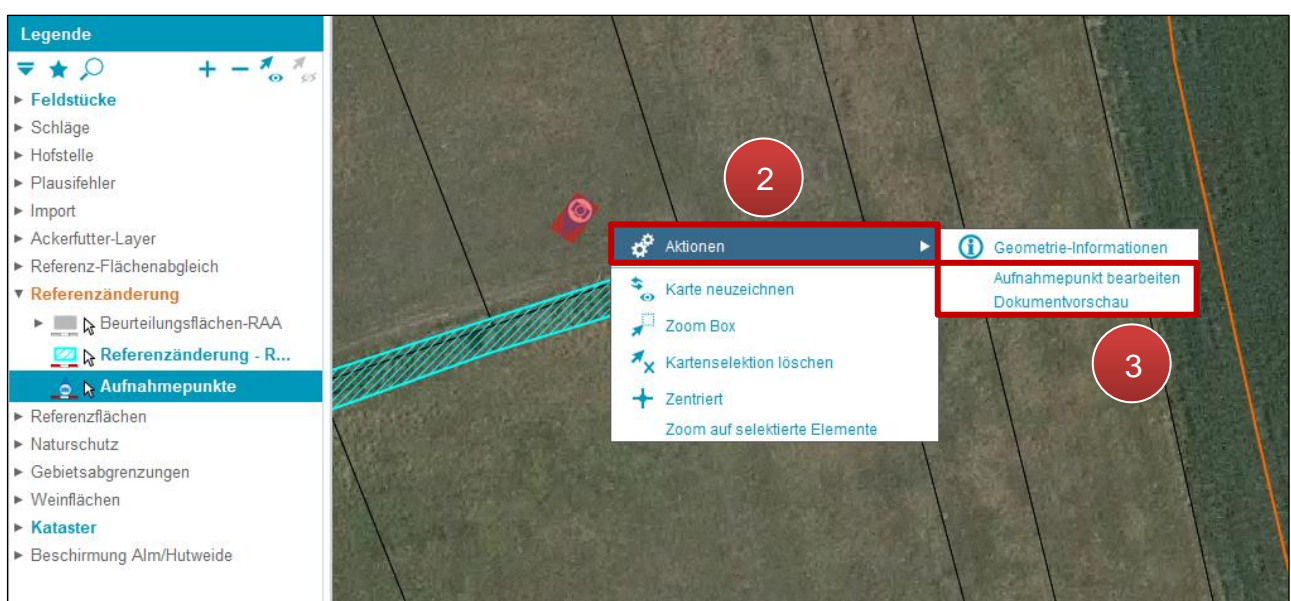 Legende
Feldstücke
Schläge
Hofstelle
Plausifehler
Import
Ackerfutter-Layer
Referenz-Flächenabgleich
Referenzänderung
Beurteilungsflächen-RAA
Referenzänderung - R...
Aufnahmepunkte
Referenzflächen
Naturschutz
Gebietsabgrenzungen
Weinflächen
Kataster
Beschirmung Alm/Hutweide
2
Aktionen
Karte neuzeichnen
Zoom Box
Kartenselektion löschen
Zentriert
Zoom auf selektierte Elemente
Geometrie-Informationen
Aufnahmepunkt bearbeiten
Dokumentvorschau
3